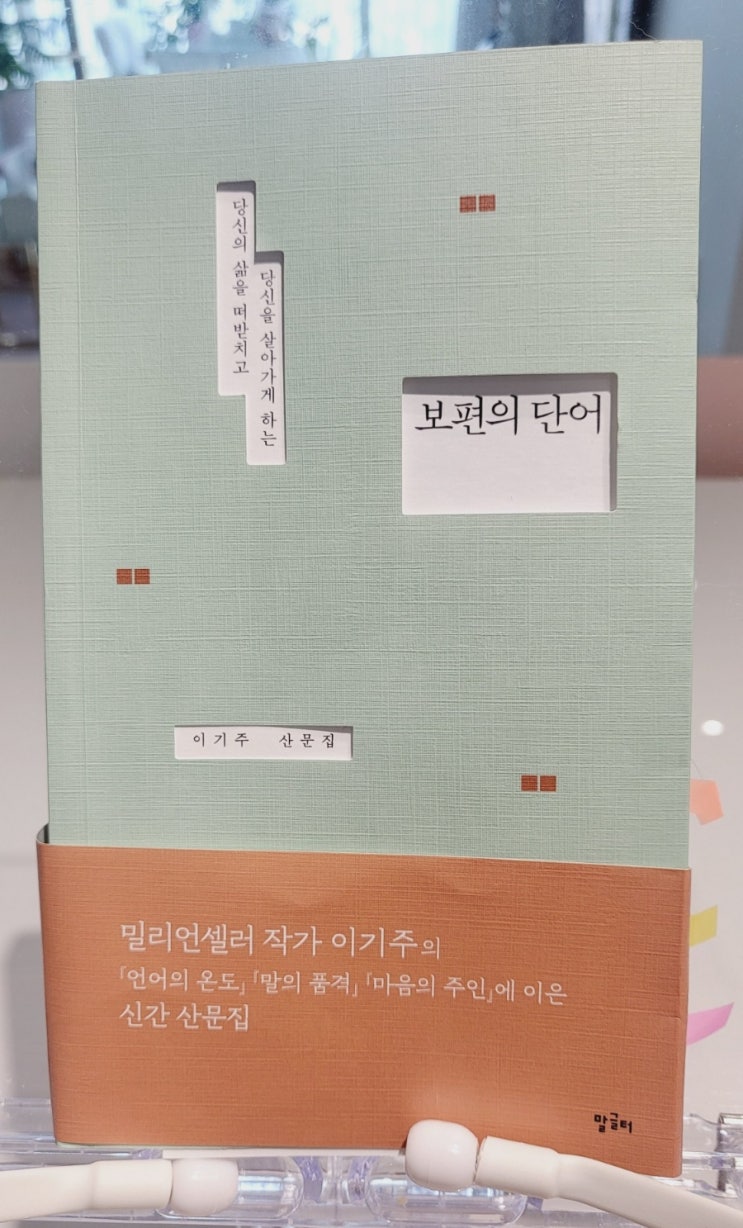 당신의 삶을 떠받치고
당신을 살아가게 하는
보편의 단어
이기주 산문집
밀리언셀러 작가 이기주의
「언어의 온도」「말의 품격」「마음의 주인」에 이은
신간 산문집
말글터